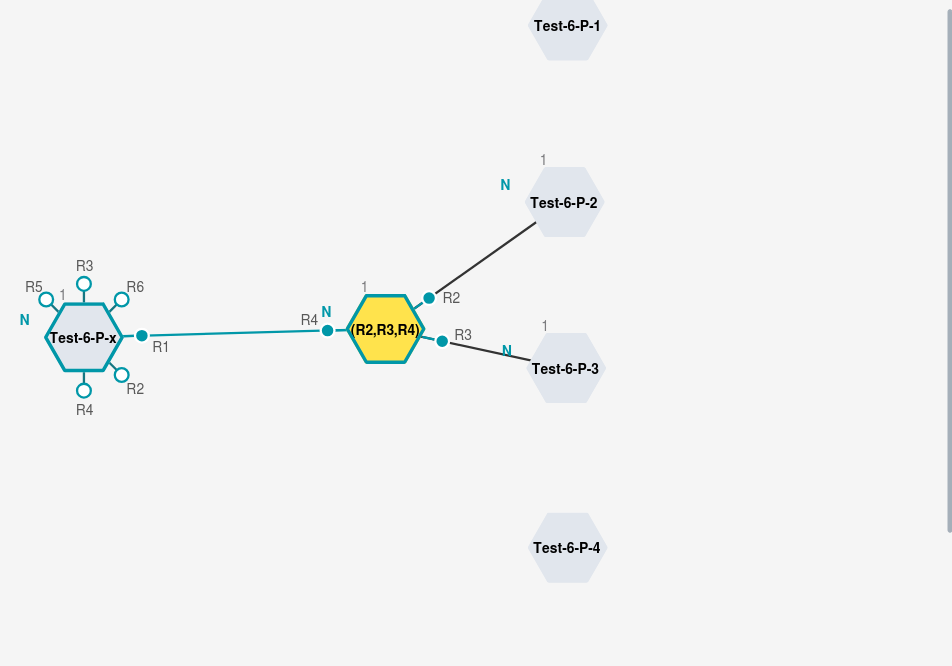 Test-6-P-1
1
N
Test-6-P-2
R3
R5
1
R6
N
Test-6-P-x
R1
R2
R4
1
N
R4
(R2,R3,R4)
R2
R3
1
N
Test-6-P-3
Test-6-P-4